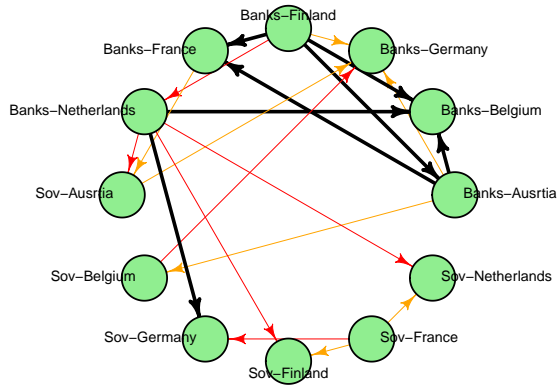 Banks−Finland
Banks−France
Banks−Germany
Banks−Netherlands
Banks−Belgium
Sov−Ausrtia
Banks−Ausrtia
Sov−Belgium
Sov−Netherlands
Sov−Germany
Sov−France
Sov−Finland